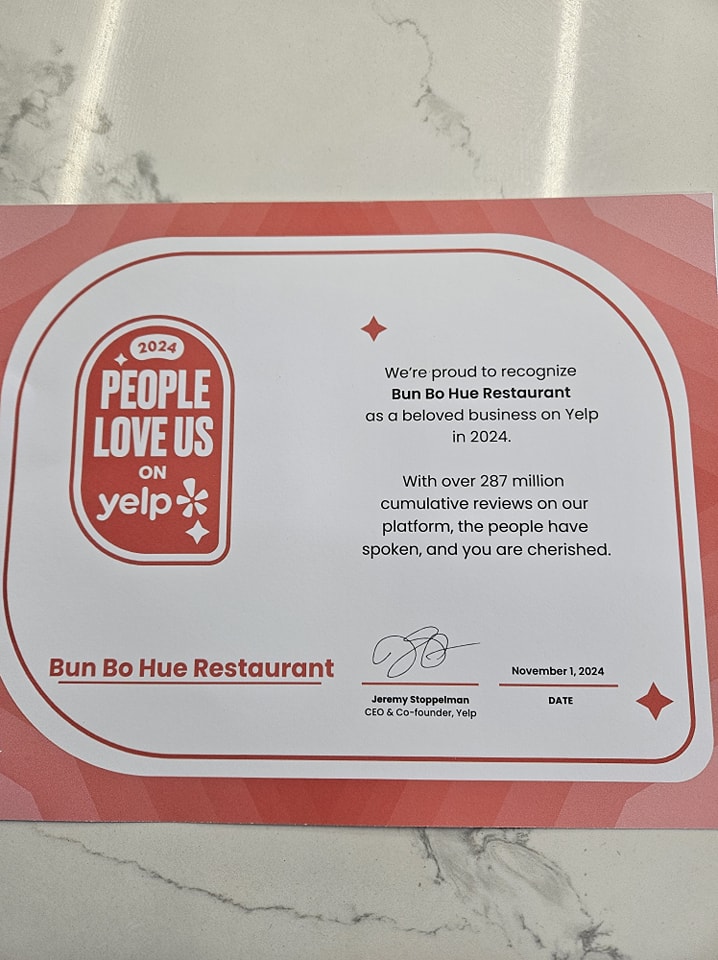 2024
PEOPLE
LOVE US
ON
yelp
We're proud to recognize
Bun Bo Hue Restaurant
as a beloved business on Yelp
in 2024.
With over 287 million
cumulative reviews on our
platform, the people have
spoken, and you are cherished.
Bun Bo Hue Restaurant
Jeremy Stoppelman
CEO & Co-founder, Yelp
November 1, 2024
DATE